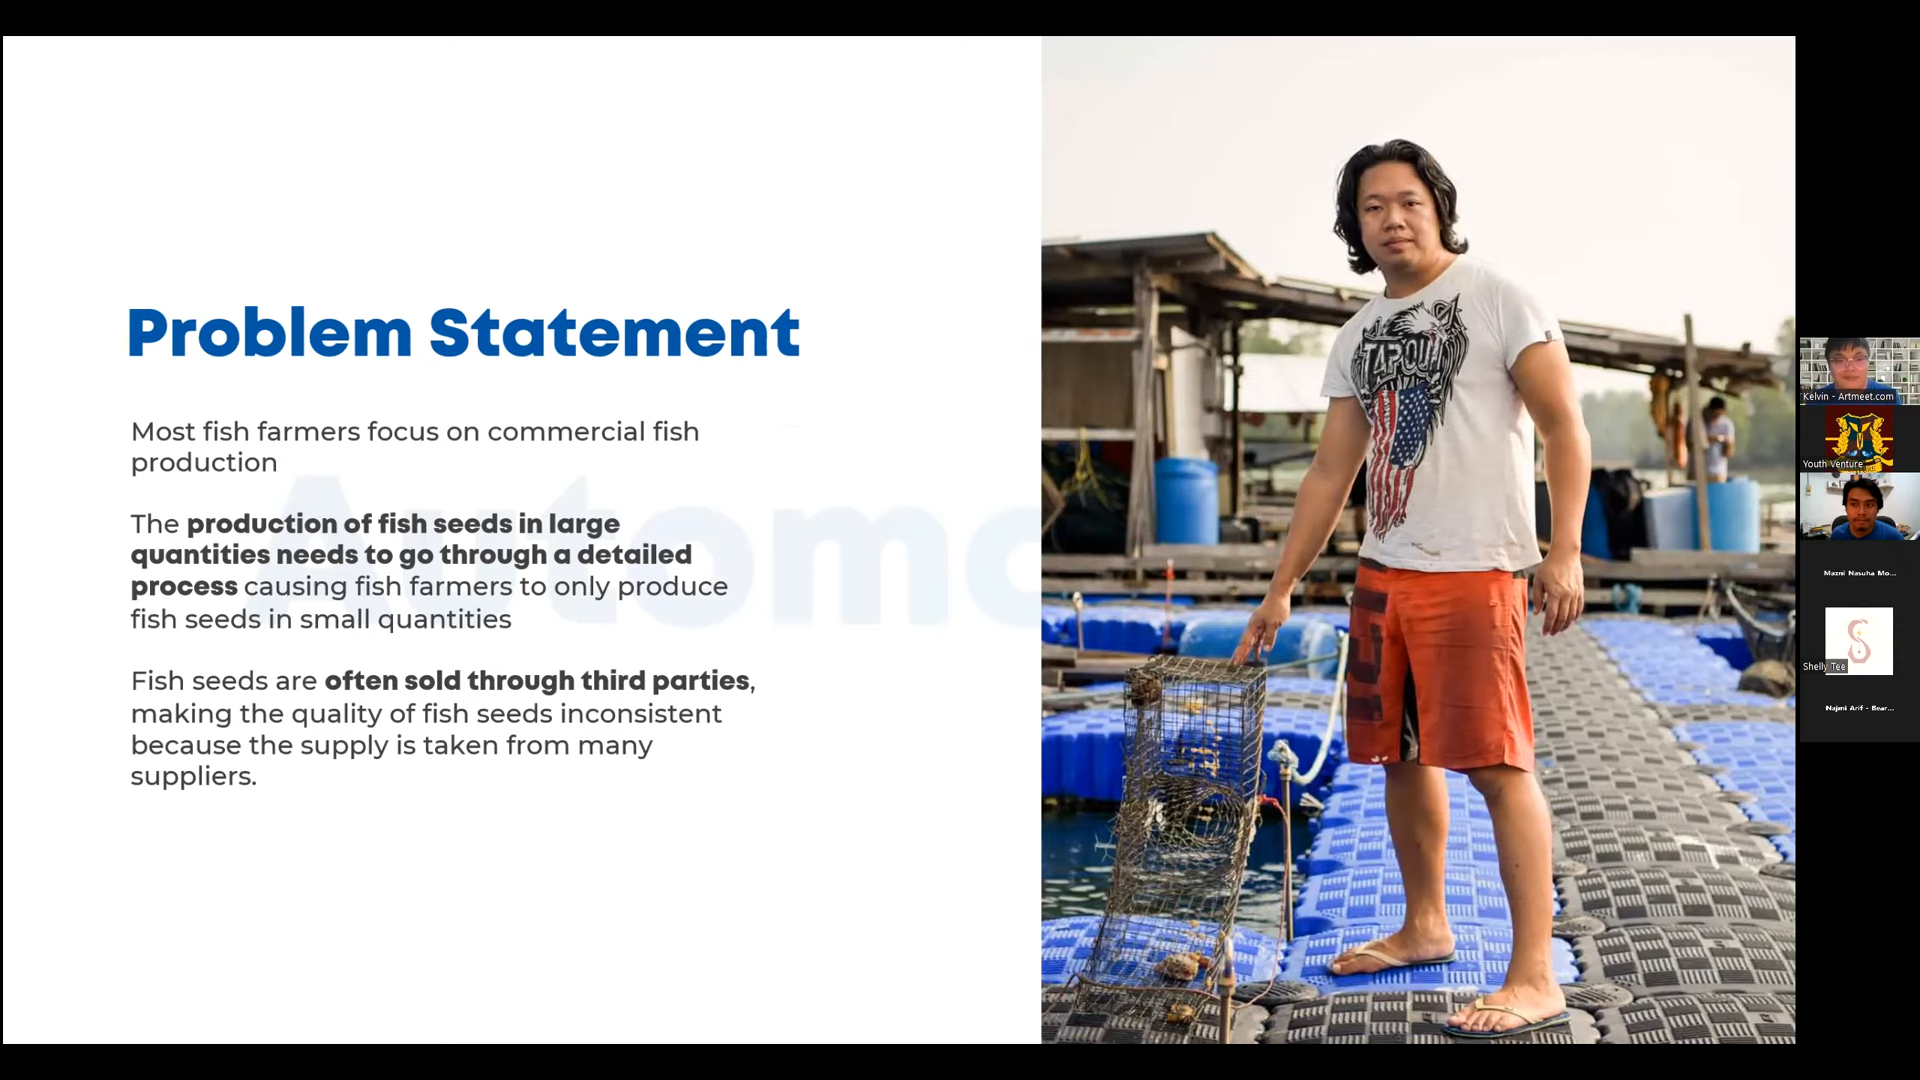 Problem Statement
Most fish farmers focus on commercial fish
production
The production of fish seeds in large
quantities needs to go through a detailed
process causing fish farmers to only produce
fish seeds in small quantities
Fish seeds are often sold through third parties,
making the quality of fish seeds inconsistent
because the supply is taken from many
suppliers.
Automa
TAPOUT
Kelvin - Artmeet.com
Youth Venture
Mazni Nasuha Mo...
Shelly Tee
Najmi Arif - Bear...